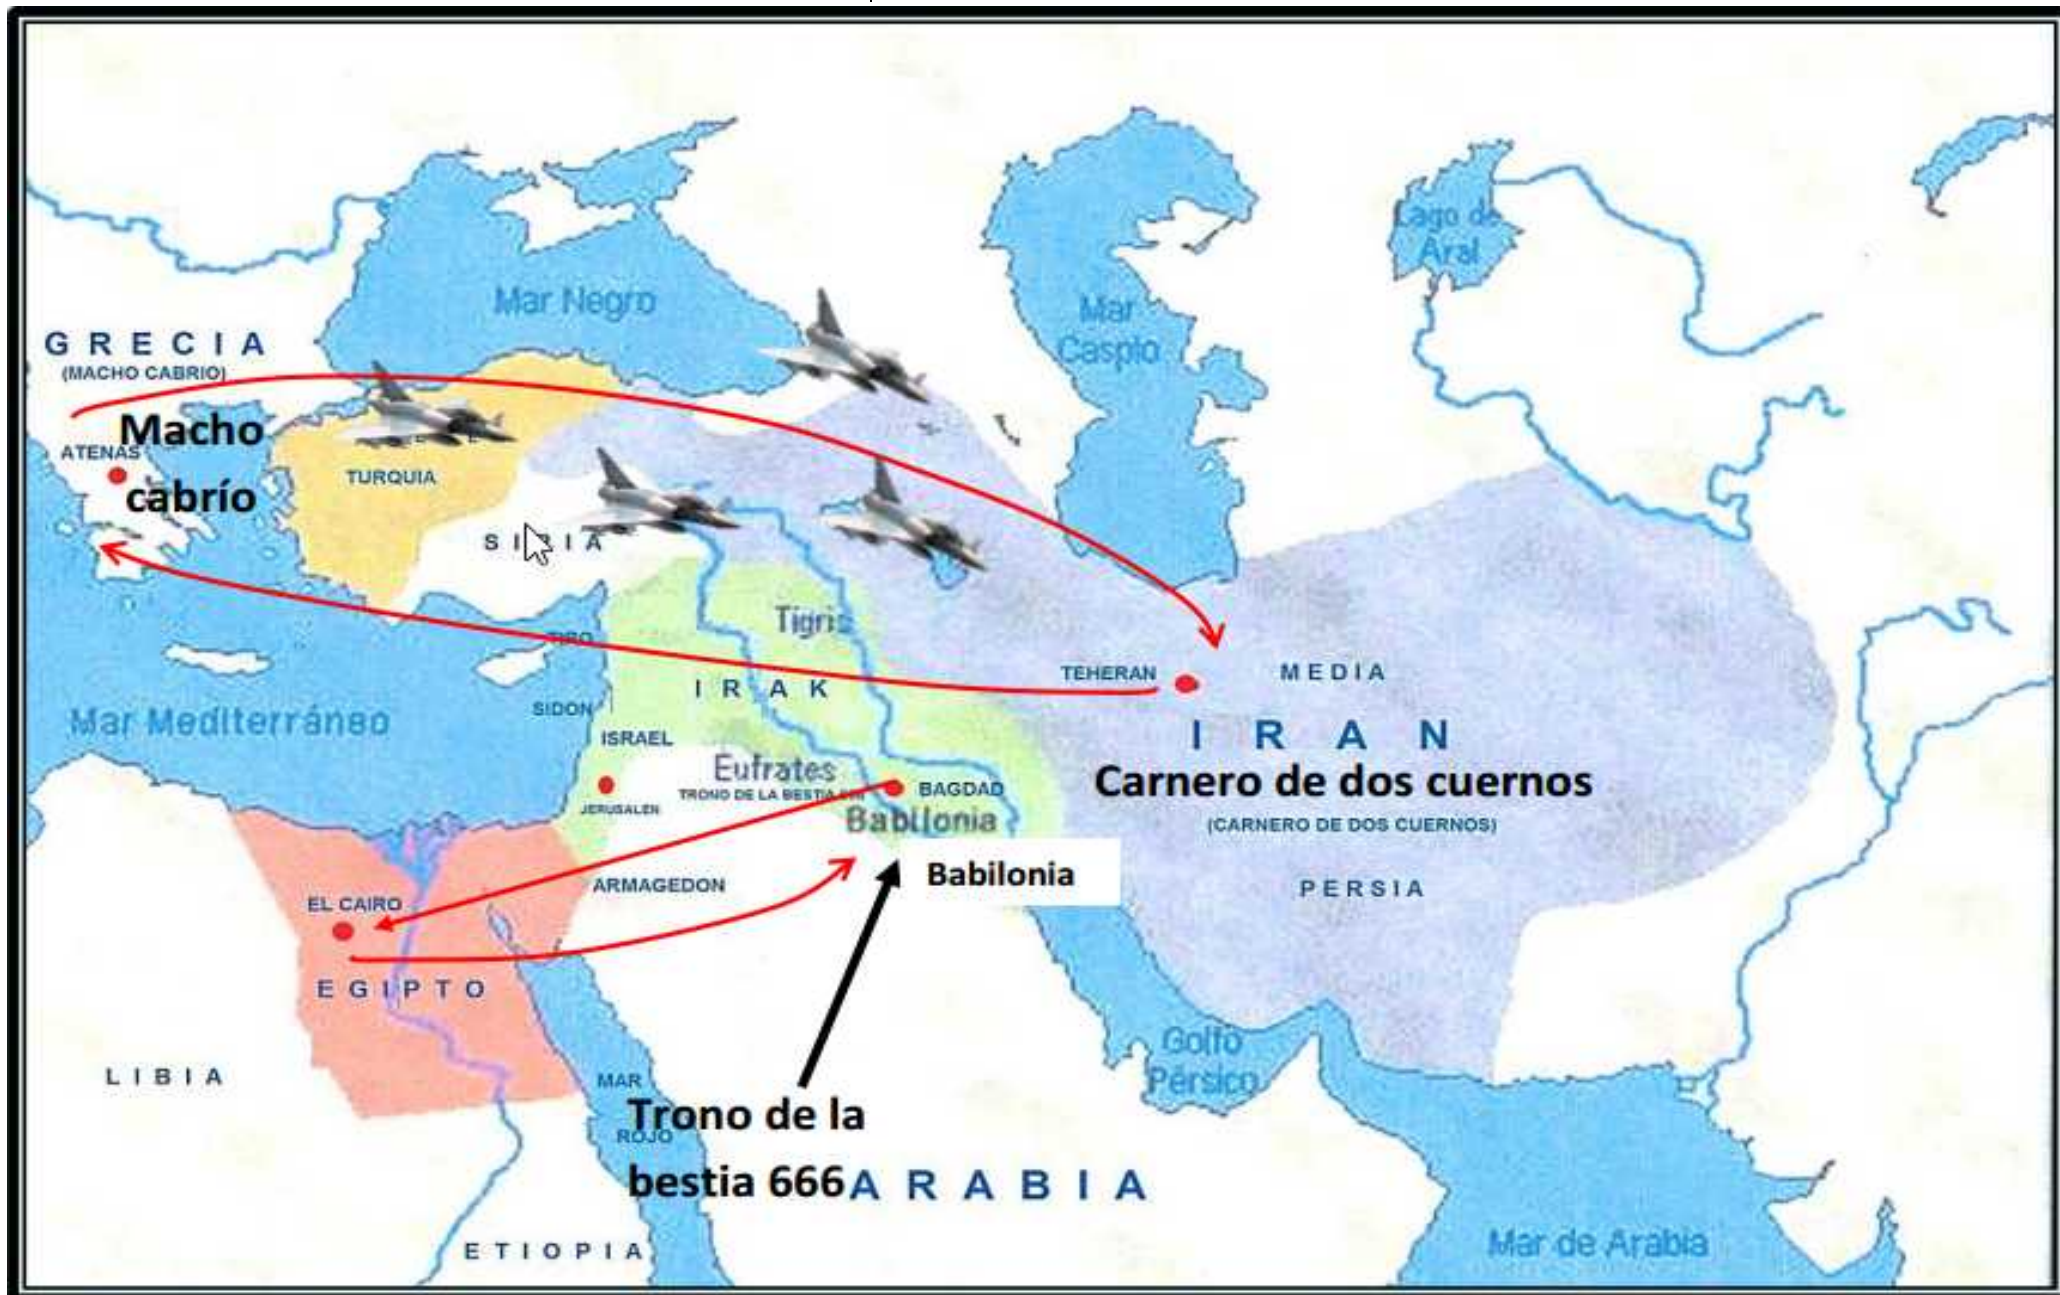 Lago de
Aral
Mar Negro
Mar
Caspio
GRECIA
(MACHO CABRIO)
Macho
cabrío
ATENAS
TURQUIA
SIRIA
Tigris
TIRO
TEHERAN
MEDIA
IRAK
SIDON
Mar Mediterráneo
ISRAEL
IRAN
Eufrates
TRONO DE LA BESTIA
Carnero de dos cuernos
BAGDAD
JERUSALEN
Babilonia
(CARNERO DE DOS CUERNOS)
Babilonia
ARMAGEDON
PERSIA
EL CAIRO
EGIPTO
Golfo
Pérsico
LIBIA
MAR
ROJO
Trono de la
bestia 666
ARABIA
ETIOPIA
Mar de Arabia